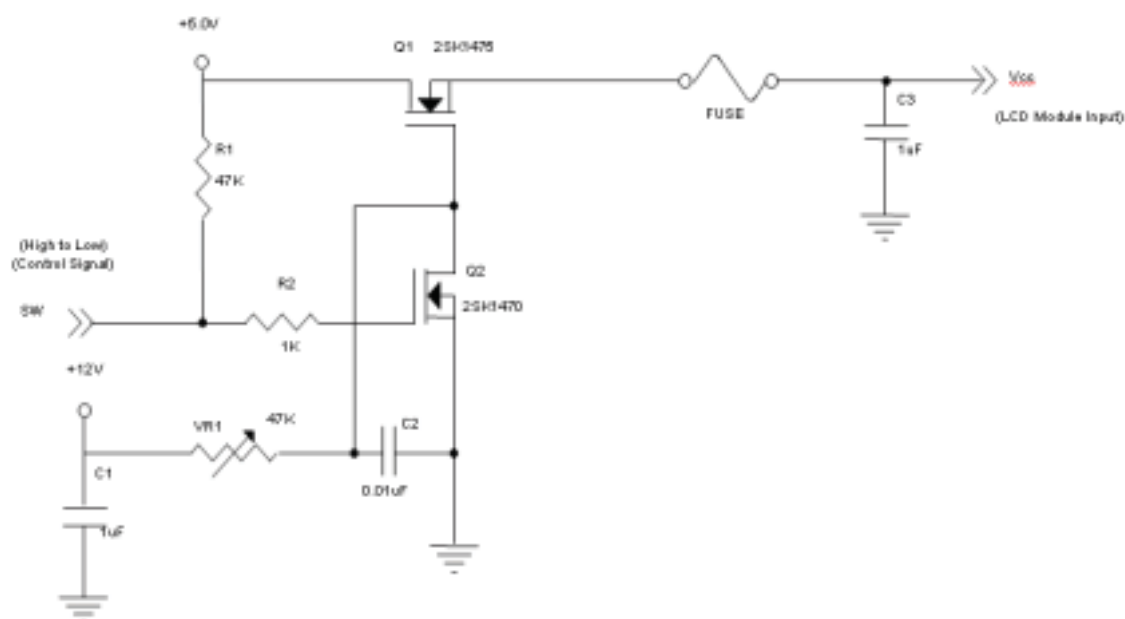 +5.0V
Q1 2SK1475
FUSE
C3
Vcc
(LCD Module Input)
1uF
R1
47K
(High to Low)
(Control Signal)
SW
R2
1K
Q2
2SK1470
+12V
VR1
47K
C2
0.01uF
C1
1uF